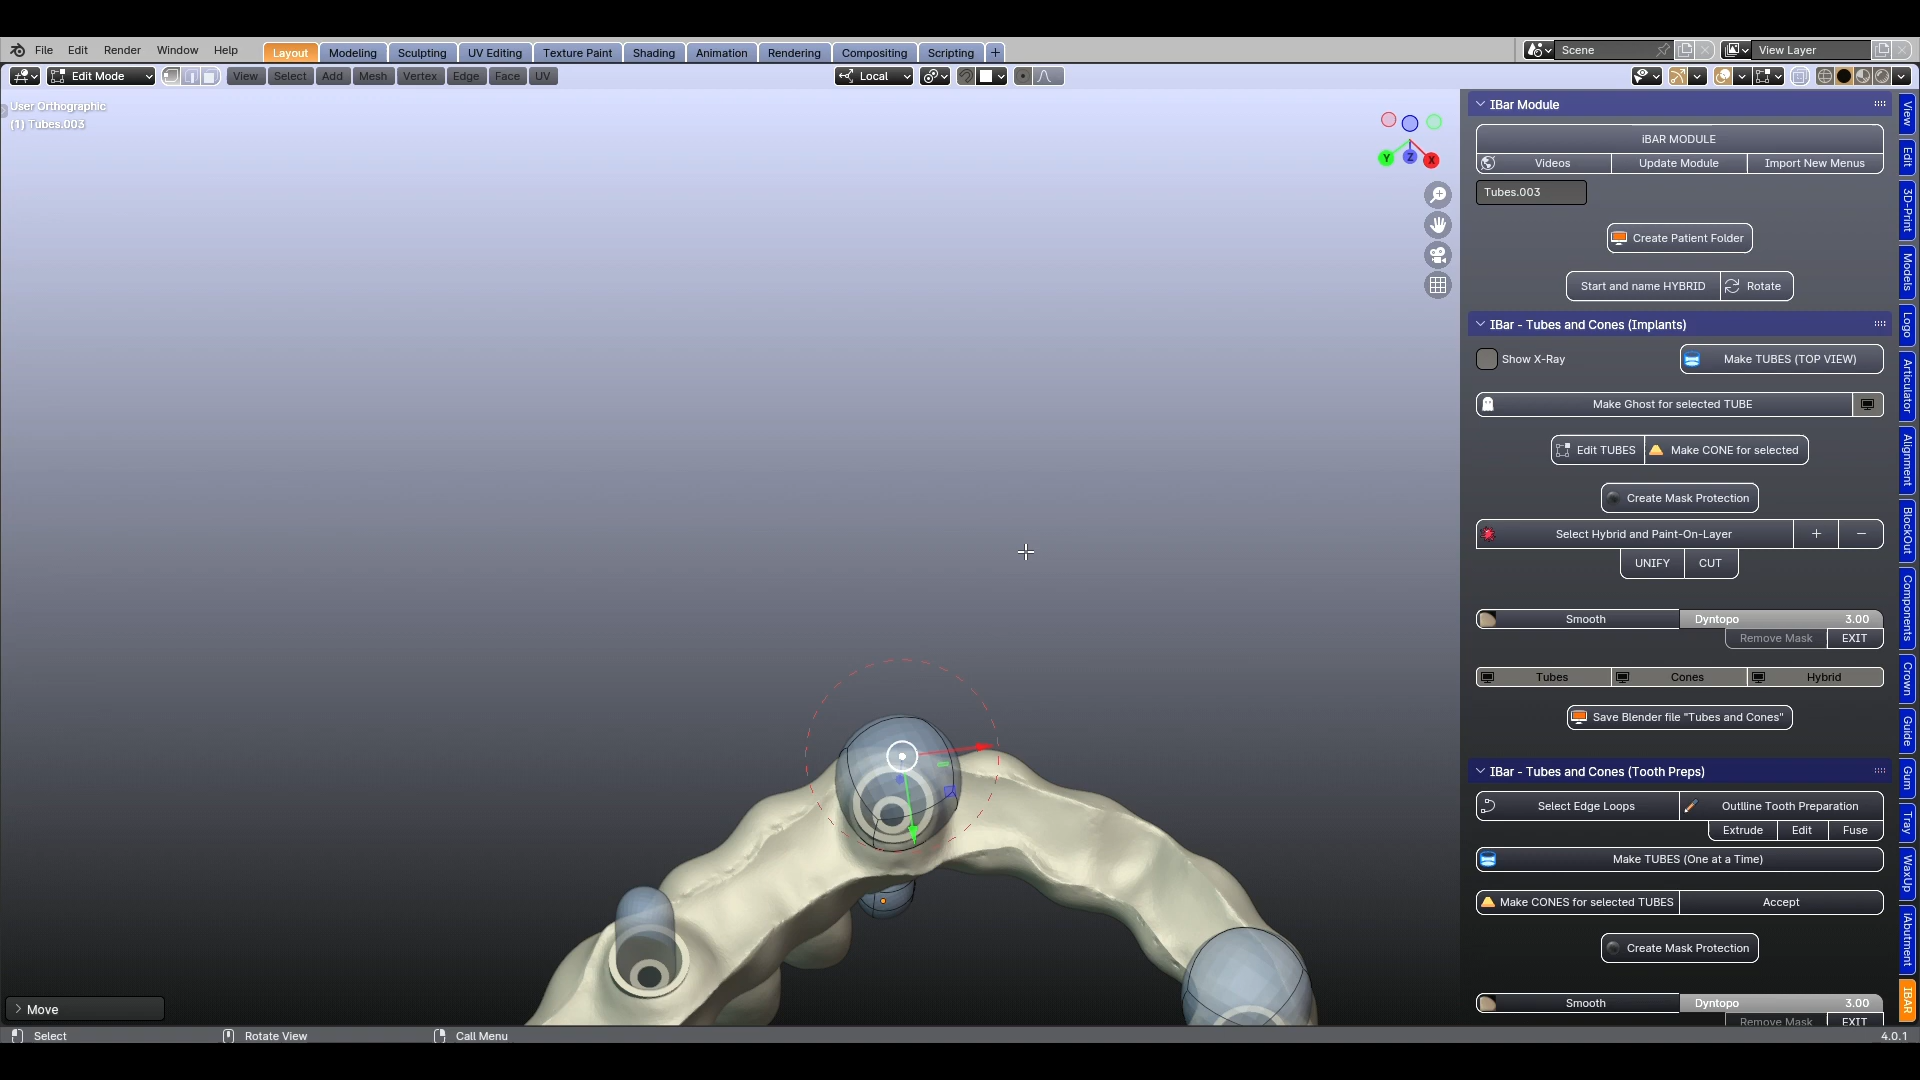 File Edit Render Window Help Layout Modeling Sculpting UV Editing Texture Paint Shading Animation Rendering Compositing Scripting + Scene View Layer
Edit Mode View Select Add Mesh Vertex Edge Face UV Local
User Orthographic
(1) Tubes.003
Y Z X
IBar Module
iBAR MODULE
Videos Update Module Import New Menus
Tubes.003
Create Patient Folder
Start and name HYBRID Rotate
IBar - Tubes and Cones (Implants)
Show X-Ray Make TUBES (TOP VIEW)
Make Ghost for selected TUBE
Edit TUBES Make CONE for selected
Create Mask Protection
Select Hybrid and Paint-On-Layer + −
UNIFY CUT
Smooth Dyntopo 3.00
Remove Mask EXIT
Tubes Cones Hybrid
Save Blender file "Tubes and Cones"
IBar - Tubes and Cones (Tooth Preps)
Select Edge Loops Outlline Tooth Preparation
Extrude Edit Fuse
Make TUBES (One at a Time)
Make CONES for selected TUBES Accept
Create Mask Protection
Smooth Dyntopo 3.00
Remove Mask EXIT
View
Edit
3D-Print
Models
Logo
Articulator
Alignment
BlockOut
Components
Crown
Guide
Gum
Tray
WaxUp
iAbutment
IBAR
Move
Select Rotate View Call Menu 4.0.1